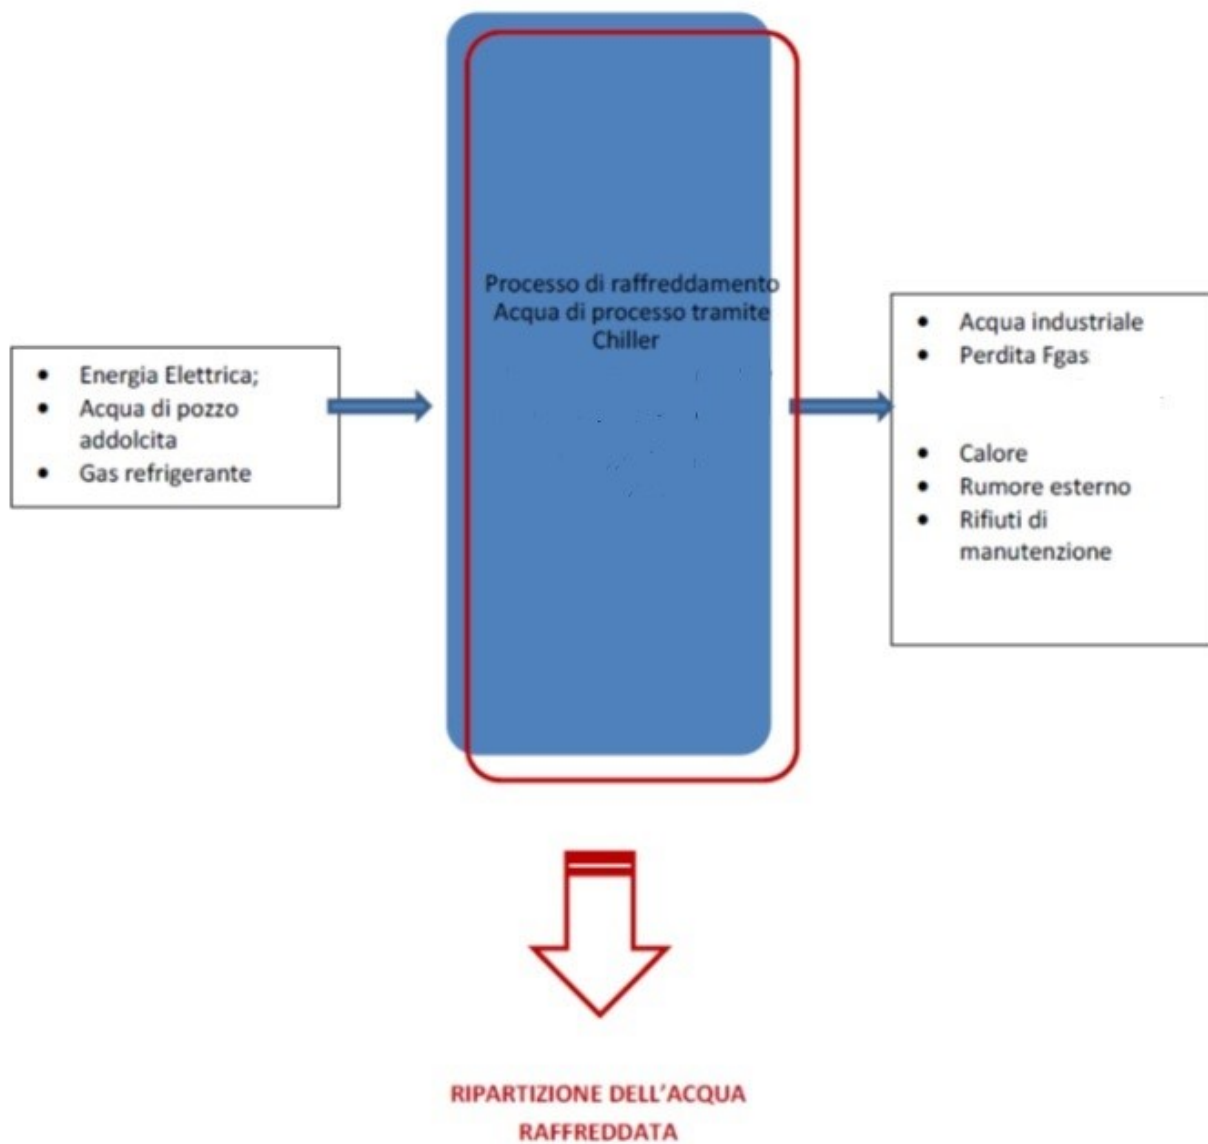 Processo di raffreddamento
Acqua di processo tramite
Chiller
• Energia Elettrica;
• Acqua di pozzo
addolcita
• Gas refrigerante
• Acqua industriale
• Perdita Fgas
• Calore
• Rumore esterno
• Rifiuti di
manutenzione
RIPARTIZIONE DELL'ACQUA
RAFFREDDATA